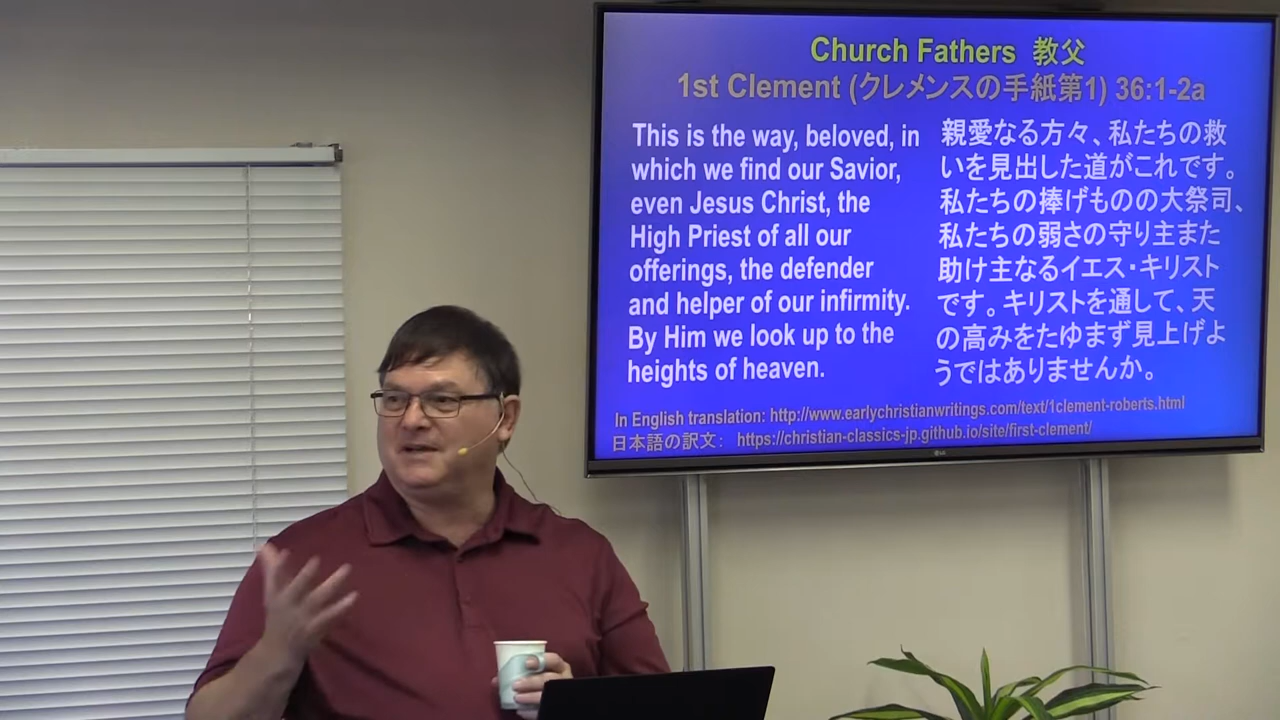 Church Fathers 教父
1st Clement (クレメンスの手紙第1) 36:1-2a
This is the way, beloved, in
which we find our Savior,
even Jesus Christ, the
High Priest of all our
offerings, the defender
and helper of our infirmity.
By Him we look up to the
heights of heaven.
親愛なる方々、私たちの救
いを見出した道がこれです。
私たちの捧げものの大祭司、
私たちの弱さの守り主また
助け主なるイエス・キリスト
です。キリストを通して、天
の高みをたゆまず見上げよ
うではありませんか。
In English translation: http://www.earlychristianwritings.com/text/1clement-roberts.html
日本語の訳文: https://christian-classics-jp.github.io/site/first-clement/
LG